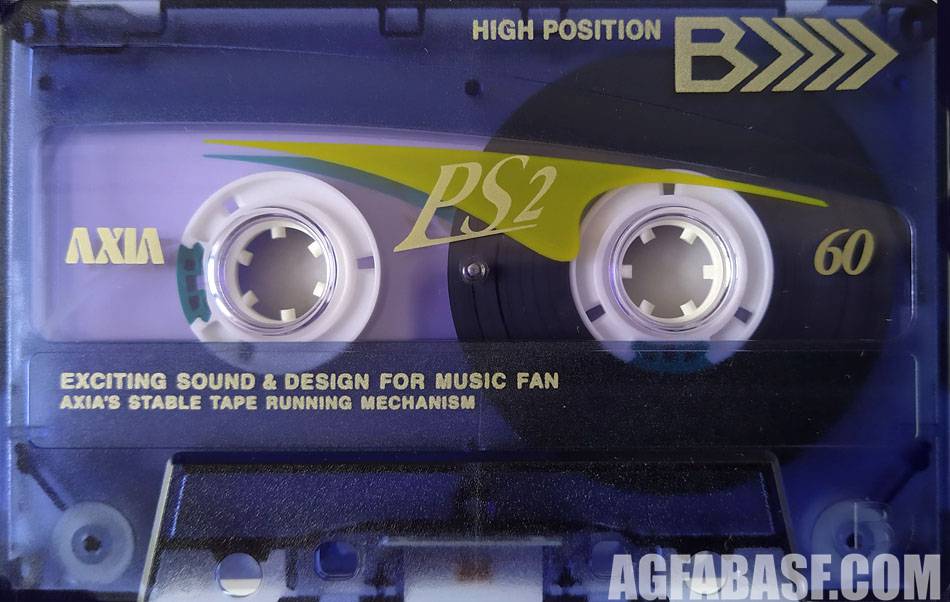 HIGH POSITION B
AXIA PS2 60
EXCITING SOUND & DESIGN FOR MUSIC FAN
AXIA'S STABLE TAPE RUNNING MECHANISM
AGFABASF.COM